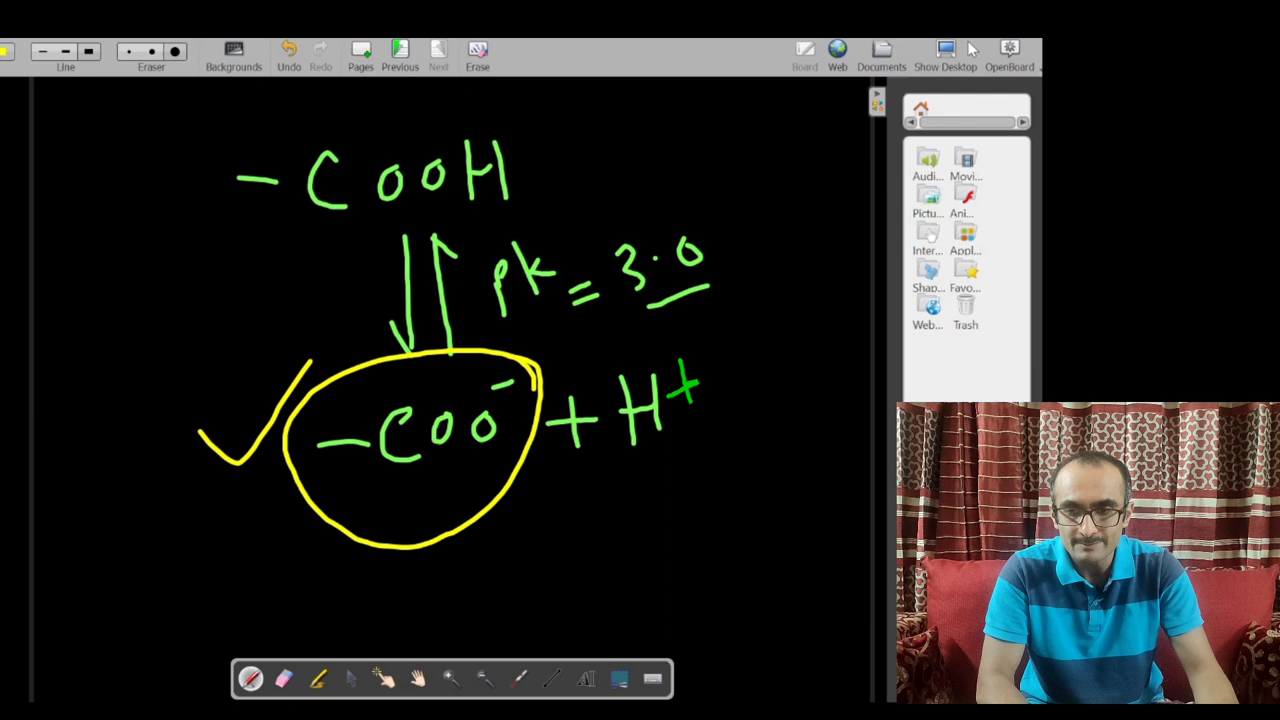 Line
Eraser
Backgrounds
Undo
Redo
Pages
Previous
Next
Erase
Board
Web
Documents
Show Desktop
OpenBoard
- COOH
pk = 3.0
-COO⁻ + H⁺
Audi... Movi...
Pictu... Ani...
Inter... Appl...
Shap... Favo...
Web... Trash
AI